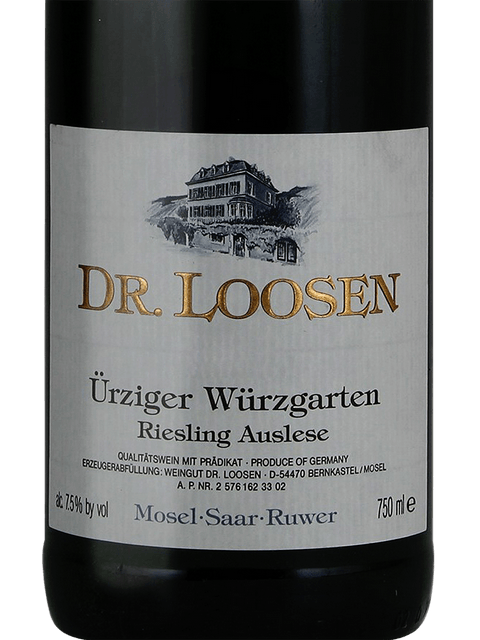 DR. LOOSEN
Ürziger Würzgarten
Riesling Auslese
QUALITÄTSWEIN MIT PRÄDIKAT · PRODUCE OF GERMANY
ERZEUGERABFÜLLUNG: WEINGUT DR. LOOSEN · D-54470 BERNKASTEL/MOSEL
A. P. NR. 2 576 162 33 02
alc. 7.5% by vol Mosel·Saar·Ruwer 750 ml e